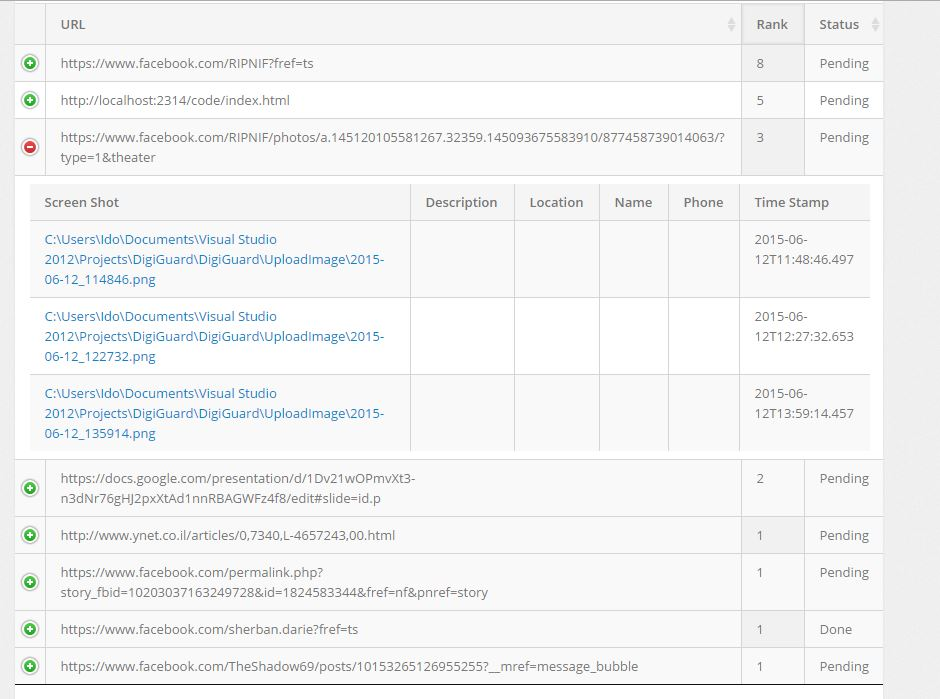 URL Rank Status
https://www.facebook.com/RIPNIF?fref=ts 8 Pending
http://localhost:2314/code/index.html 5 Pending
https://www.facebook.com/RIPNIF/photos/a.145120105581267.32359.145093675583910/877458739014063/? 3 Pending
type=1&theater
Screen Shot Description Location Name Phone Time Stamp
C:\Users\Ido\Documents\Visual Studio 2015-06-
2012\Projects\DigiGuard\DigiGuard\UploadImage\2015- 12T11:48:46.497
06-12_114846.png
C:\Users\Ido\Documents\Visual Studio 2015-06-
2012\Projects\DigiGuard\DigiGuard\UploadImage\2015- 12T12:27:32.653
06-12_122732.png
C:\Users\Ido\Documents\Visual Studio 2015-06-
2012\Projects\DigiGuard\DigiGuard\UploadImage\2015- 12T13:59:14.457
06-12_135914.png
https://docs.google.com/presentation/d/1Dv21wOPmvXt3- 2 Pending
n3dNr76gHJ2pxXtAd1nnRBAGWFz4f8/edit#slide=id.p
http://www.ynet.co.il/articles/0,7340,L-4657243,00.html 1 Pending
https://www.facebook.com/permalink.php? 1 Pending
story_fbid=10203037163249728&id=1824583344&fref=nf&pnref=story
https://www.facebook.com/sherban.darie?fref=ts 1 Done
https://www.facebook.com/TheShadow69/posts/10153265126955255?__mref=message_bubble 1 Pending